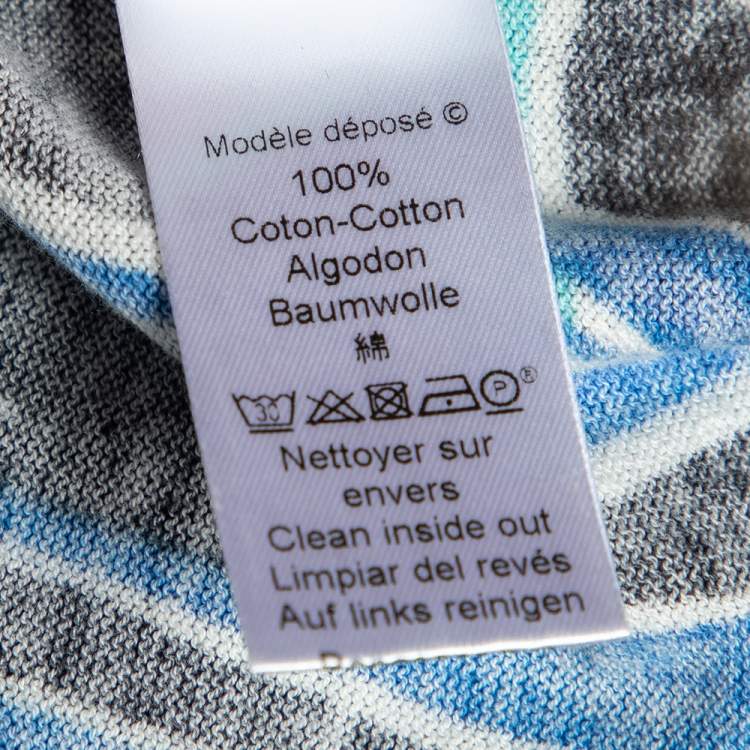 Modèle déposé ©
100%
Coton-Cotton
Algodon
Baumwolle
綿
30 P ®
Nettoyer sur
envers
Clean inside out
Limpiar del revés
Auf links reinigen